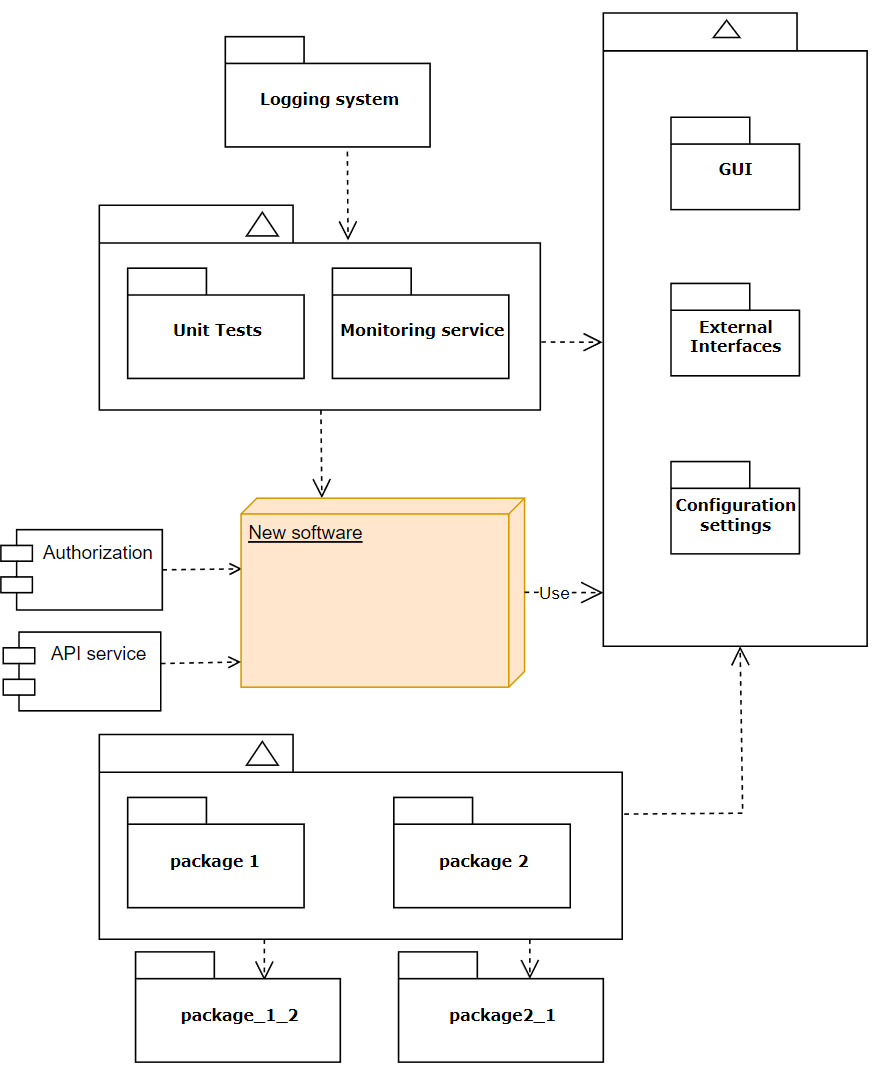 Logging system
GUI
Unit Tests
Monitoring service
External
Interfaces
Configuration
settings
New software
Authorization
Use
API service
package 1
package 2
package_1_2
package2_1